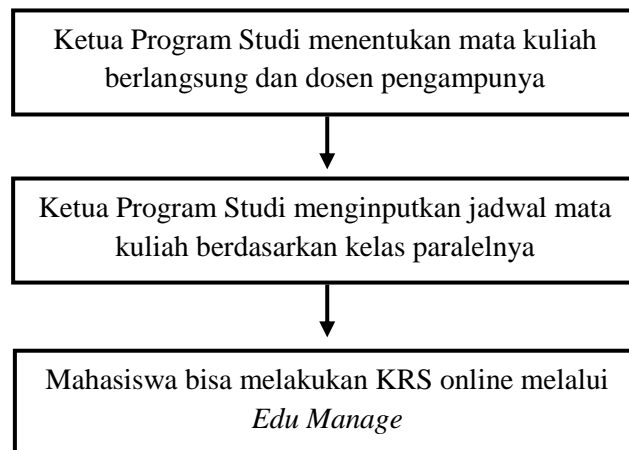 Ketua Program Studi menentukan mata kuliah
berlangsung dan dosen pengampunya
Ketua Program Studi menginputkan jadwal mata
kuliah berdasarkan kelas paralelnya
Mahasiswa bisa melakukan KRS online melalui
Edu Manage